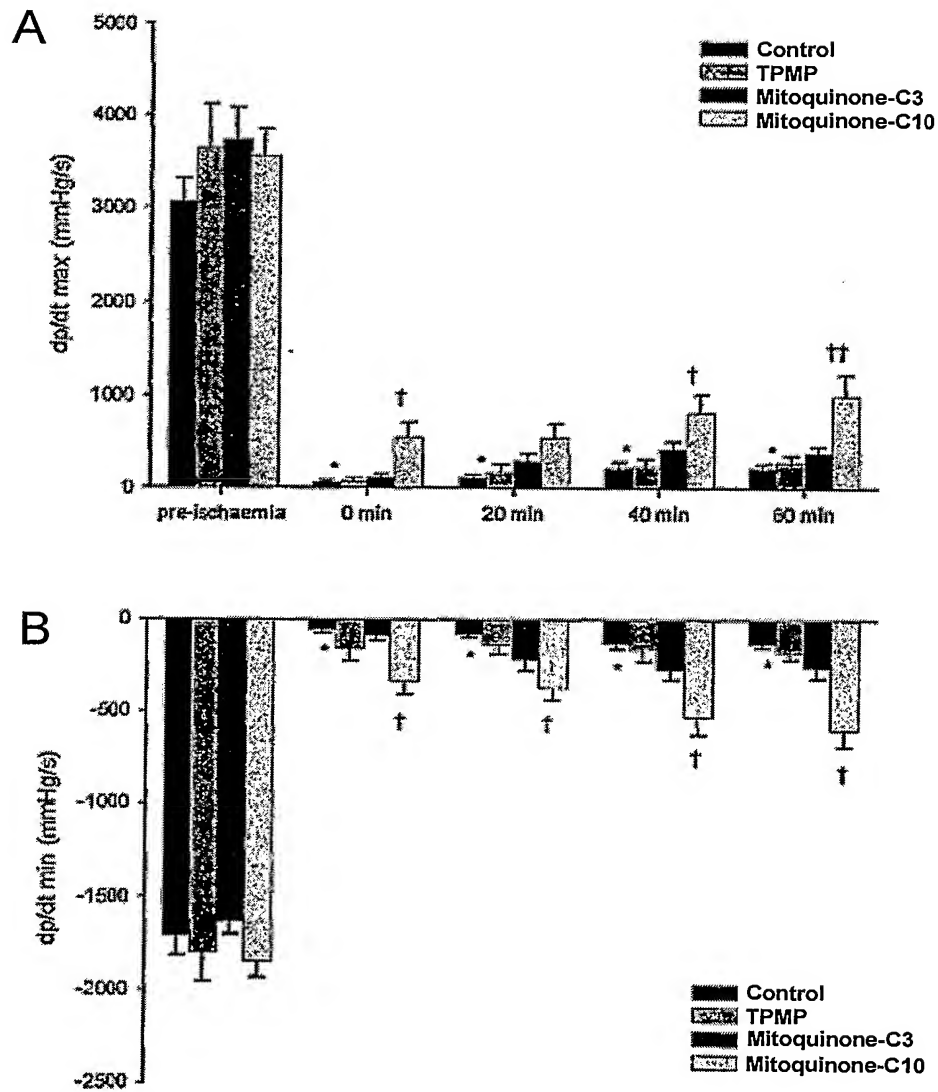 A
5000
4000
3000
2000
1000
0
dp/dt max (mmHg/s)
Control
TPMP
Mitoquinone-C3
Mitoquinone-C10
*
†
*
*
†
*
††
pre-ischaemia
0 min
20 min
40 min
60 min
B
0
-500
-1000
-1500
-2000
-2500
dp/dt min (mmHg/s)
*
†
*
†
*
†
*
†
Control
TPMP
Mitoquinone-C3
Mitoquinone-C10